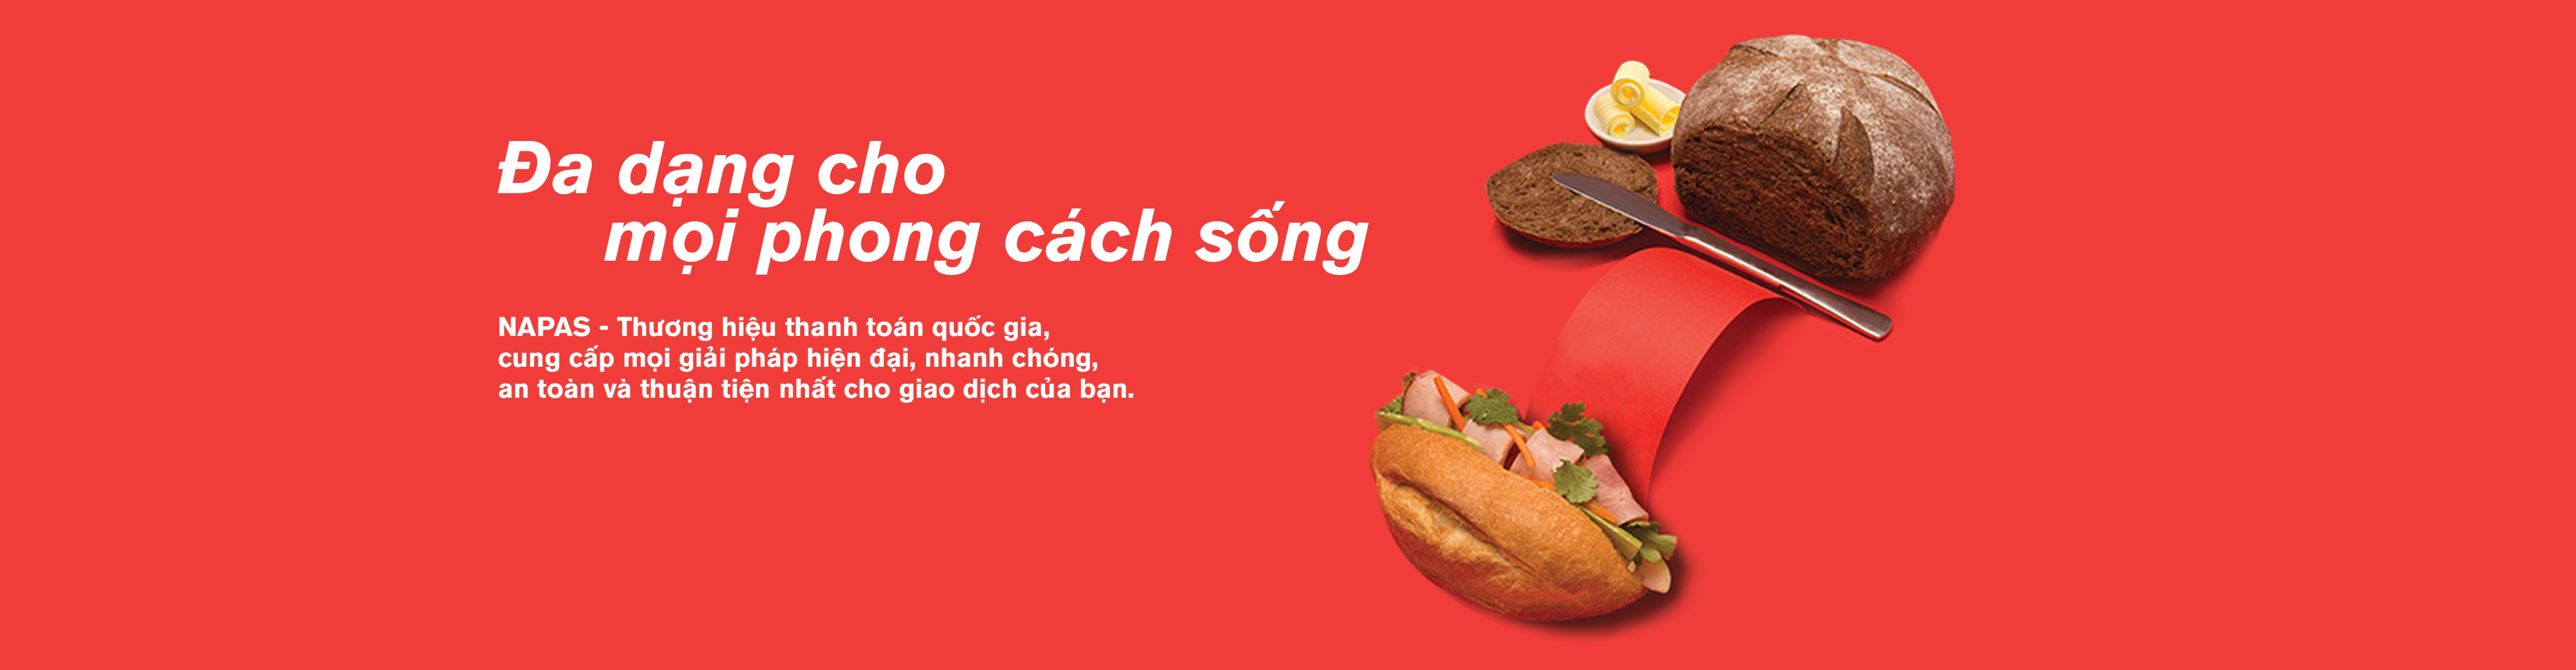 Đa dạng cho
mọi phong cách sống
NAPAS - Thương hiệu thanh toán quốc gia,
cung cấp mọi giải pháp hiện đại, nhanh chóng,
an toàn và thuận tiện nhất cho giao dịch của bạn.